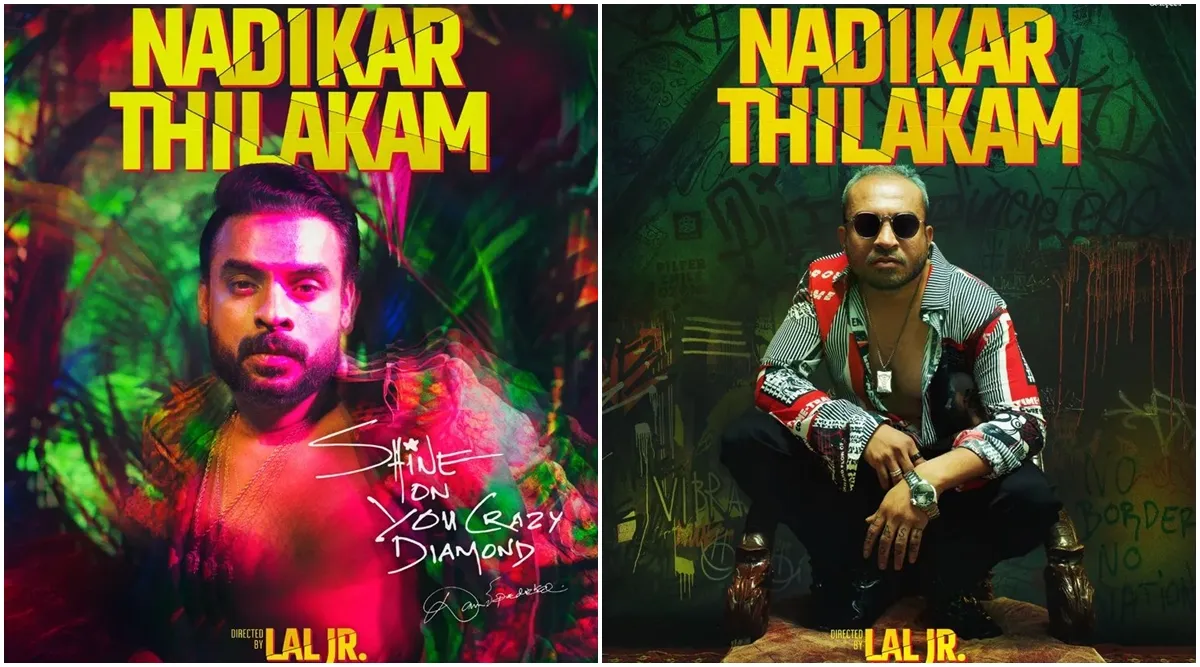 NADIKAR
THILAKAM
SHINE
ON
YOU CRAZY
DIAMOND
DIRECTED
BY
LAL JR.
NADIKAR
THILAKAM
VIBRA
NO
BORDER
NO
DIRECTED
BY
LAL JR.